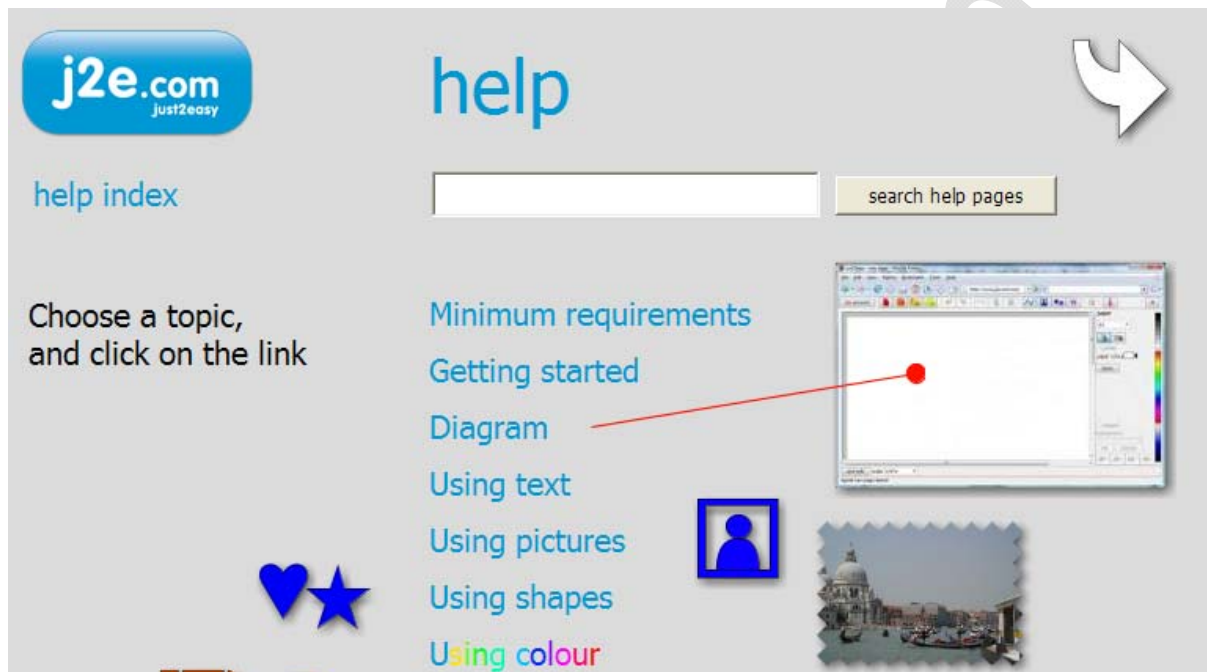 j2e.com
just2easy
help
help index
search help pages
Choose a topic,
and click on the link
Minimum requirements
Getting started
Diagram
Using text
Using pictures
Using shapes
Using colour